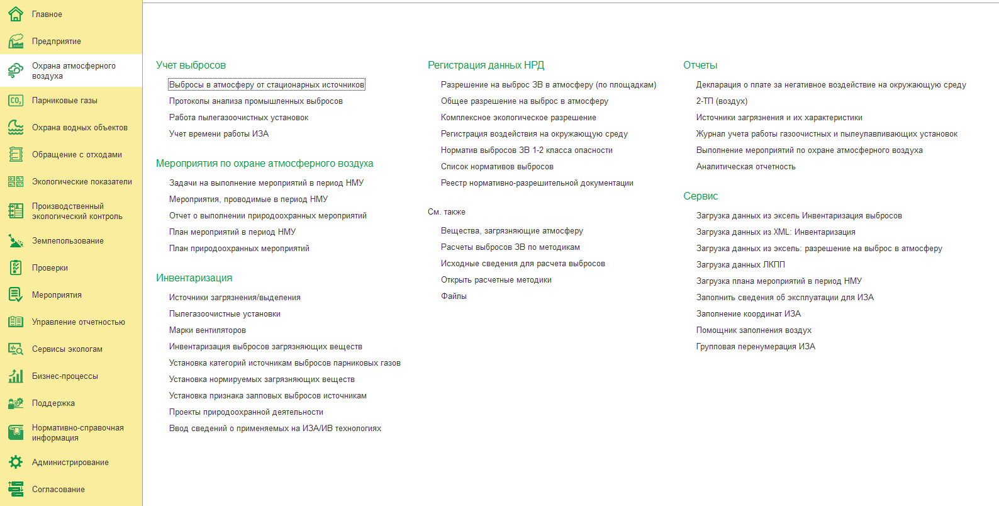 Главное
Предприятие
Охрана атмосферного
воздуха
CO₂
Парниковые газы
Охрана водных объектов
Обращение с отходами
Экологические показатели
Производственный
экологический контроль
Землепользование
Проверки
Мероприятия
Управление отчетностью
Сервисы экологам
Бизнес-процессы
Поддержка
Нормативно-справочная
информация
Администрирование
Согласование
Учет выбросов
Выбросы в атмосферу от стационарных источников
Протоколы анализа промышленных выбросов
Работа пылегазоочистных установок
Учет времени работы ИЗА
Мероприятия по охране атмосферного воздуха
Задачи на выполнение мероприятий в период НМУ
Мероприятия, проводимые в период НМУ
Отчет о выполнении природоохранных мероприятий
План мероприятий в период НМУ
План природоохранных мероприятий
Инвентаризация
Источники загрязнения/выделения
Пылегазоочистные установки
Марки вентиляторов
Инвентаризация выбросов загрязняющих веществ
Установка категорий источникам выбросов парниковых газов
Установка нормируемых загрязняющих веществ
Установка признака залповых выбросов источникам
Проекты природоохранной деятельности
Ввод сведений о применяемых на ИЗА/ИВ технологиях
Регистрация данных НРД
Разрешение на выброс ЗВ в атмосферу (по площадкам)
Общее разрешение на выброс в атмосферу
Комплексное экологическое разрешение
Регистрация воздействия на окружающую среду
Норматив выбросов ЗВ 1-2 класса опасности
Список нормативов выбросов
Реестр нормативно-разрешительной документации
См. также
Вещества, загрязняющие атмосферу
Расчеты выбросов ЗВ по методикам
Исходные сведения для расчета выбросов
Открыть расчетные методики
Файлы
Отчеты
Декларация о плате за негативное воздействие на окружающую среду
2-ТП (воздух)
Источники загрязнения и их характеристики
Журнал учета работы газоочистных и пылеулавливающих установок
Выполнение мероприятий по охране атмосферного воздуха
Аналитическая отчетность
Сервис
Загрузка данных из эксель Инвентаризация выбросов
Загрузка данных из XML: Инвентаризация
Загрузка данных из эксель: разрешение на выброс в атмосферу
Загрузка данных ЛКПП
Загрузка плана мероприятий в период НМУ
Заполнить сведения об эксплуатации для ИЗА
Заполнение координат ИЗА
Помощник заполнения воздух
Групповая перенумерация ИЗА